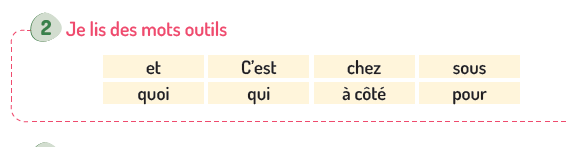 2 Je lis des mots outils
et C'est chez sous
quoi qui à côté pour